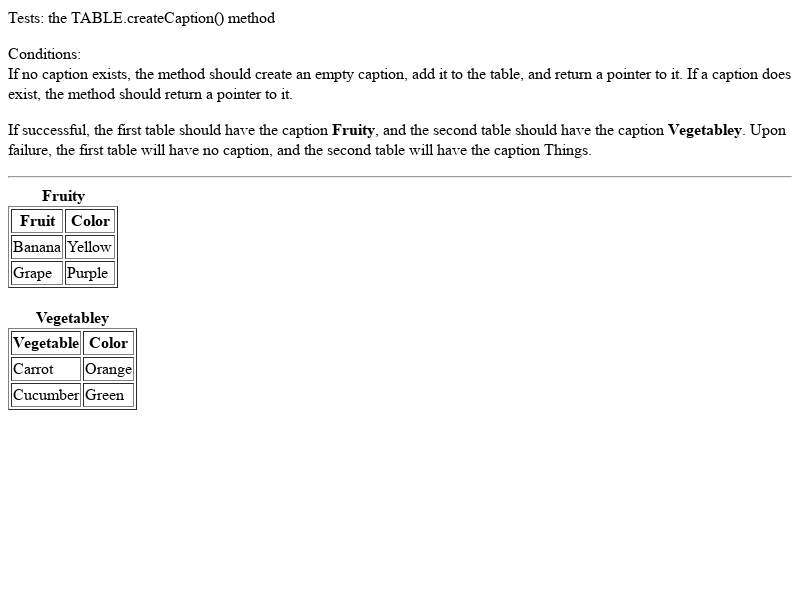 Tests: the TABLE.createCaption() method
Conditions:
If no caption exists, the method should create an empty caption, add it to the table, and return a pointer to it. If a caption does
exist, the method should return a pointer to it.
If successful, the first table should have the caption Fruity, and the second table should have the caption Vegetabley. Upon
failure, the first table will have no caption, and the second table will have the caption Things.
Fruity
Fruit Color
Banana Yellow
Grape Purple
Vegetabley
Vegetable Color
Carrot Orange
Cucumber Green